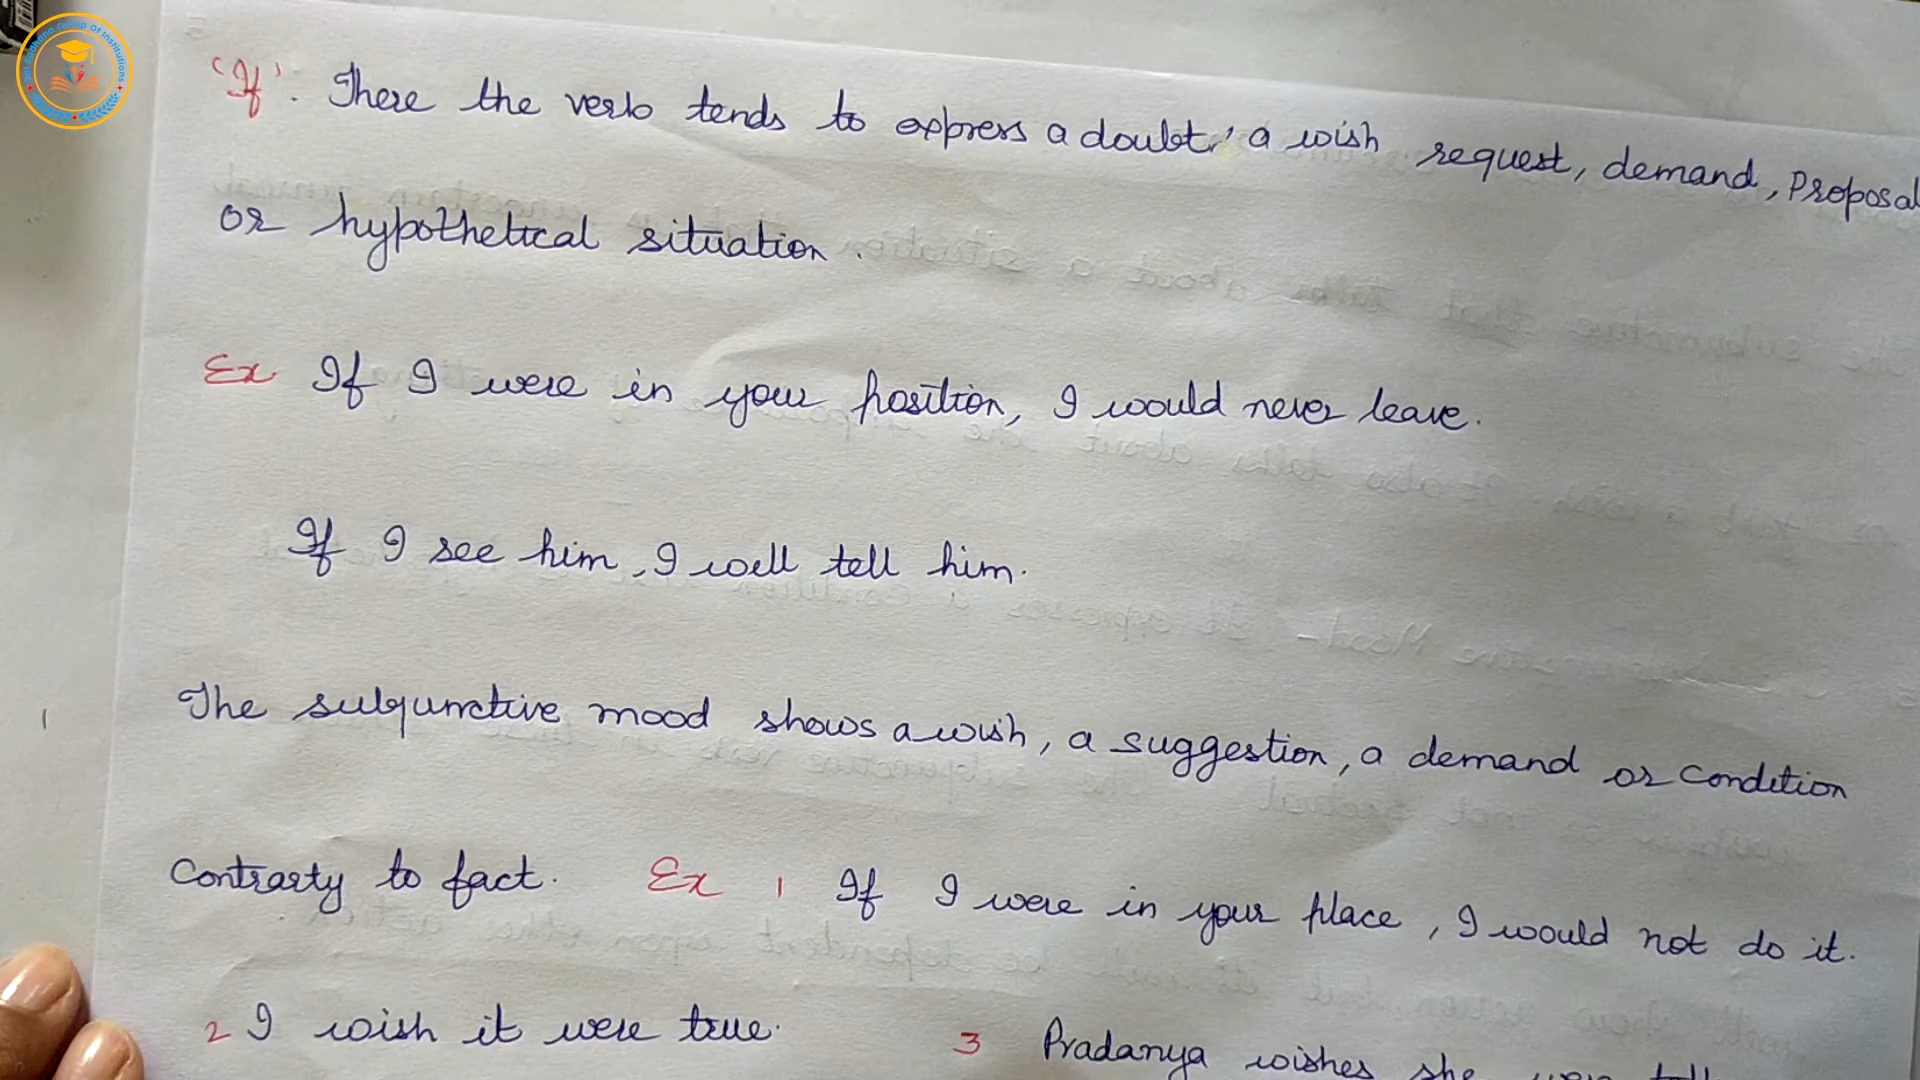 'If'. There the verb tends to express a doubt, a wish request, demand, Proposal
or hypothetical situation.
Ex If I were in your position, I would never leave.
If I see him, I will tell him.
The subjunctive mood shows a wish, a suggestion, a demand or Condition
Contrarty to fact. Ex 1 If I were in your place, I would not do it.
2 I wish it were true. 3 Pradanya wishes she were tall